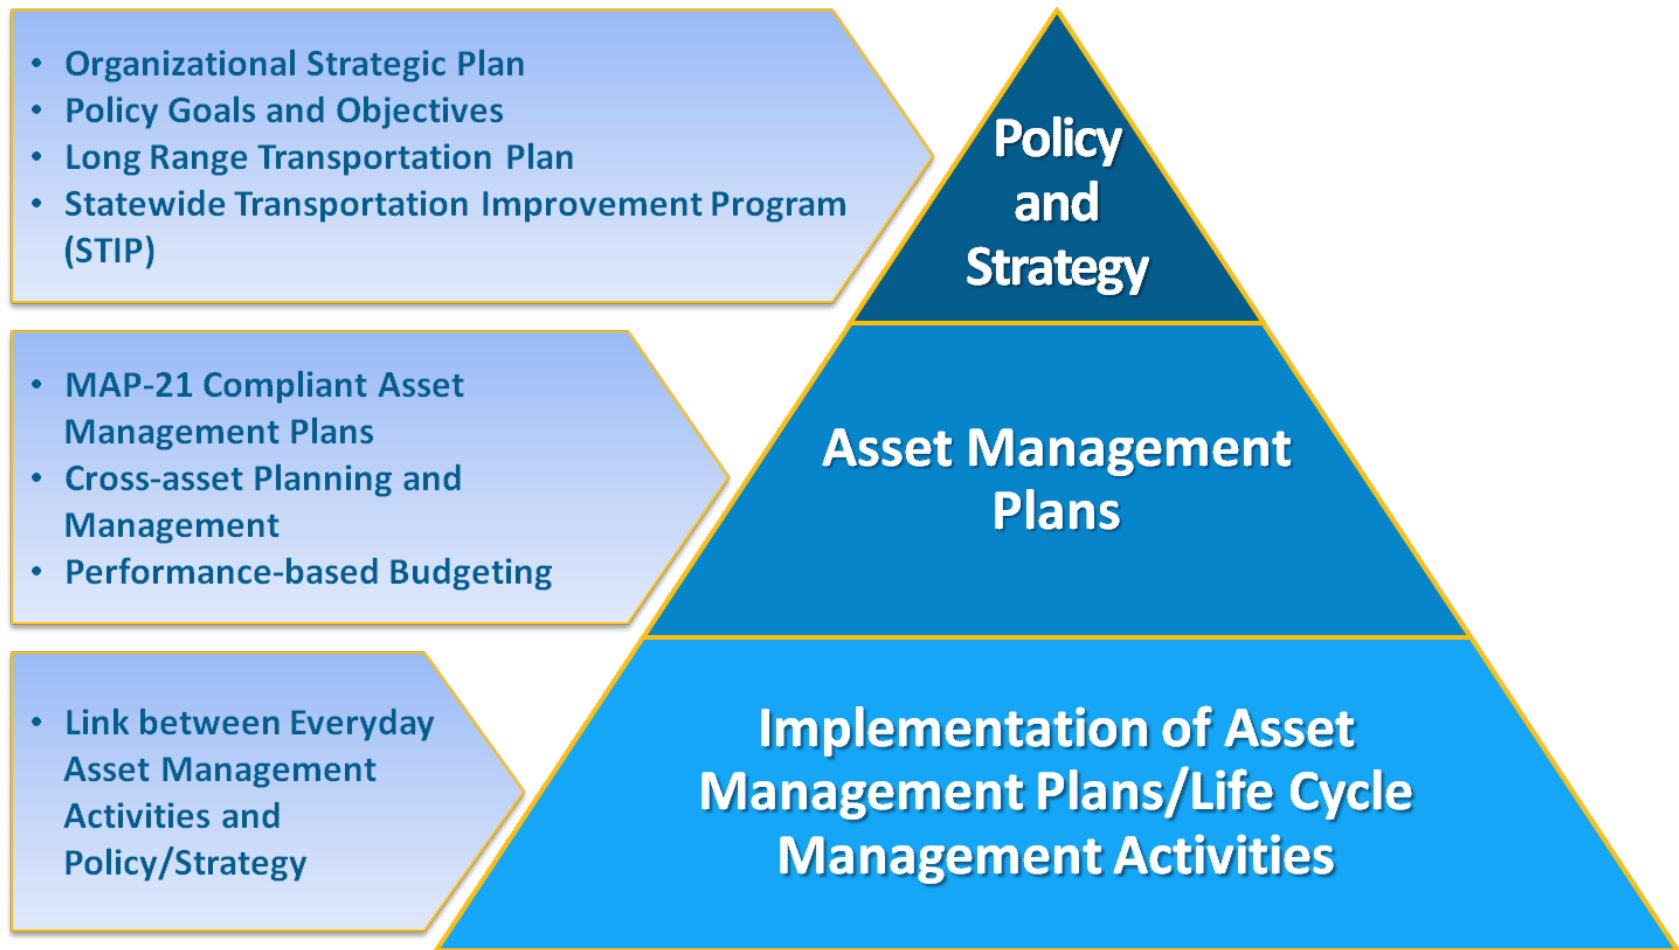 • Organizational Strategic Plan
• Policy Goals and Objectives
• Long Range Transportation Plan
• Statewide Transportation Improvement Program
(STIP)
Policy
and
Strategy
• MAP-21 Compliant Asset
Management Plans
• Cross-asset Planning and
Management
• Performance-based Budgeting
Asset Management
Plans
• Link between Everyday
Asset Management
Activities and
Policy/Strategy
Implementation of Asset
Management Plans/Life Cycle
Management Activities